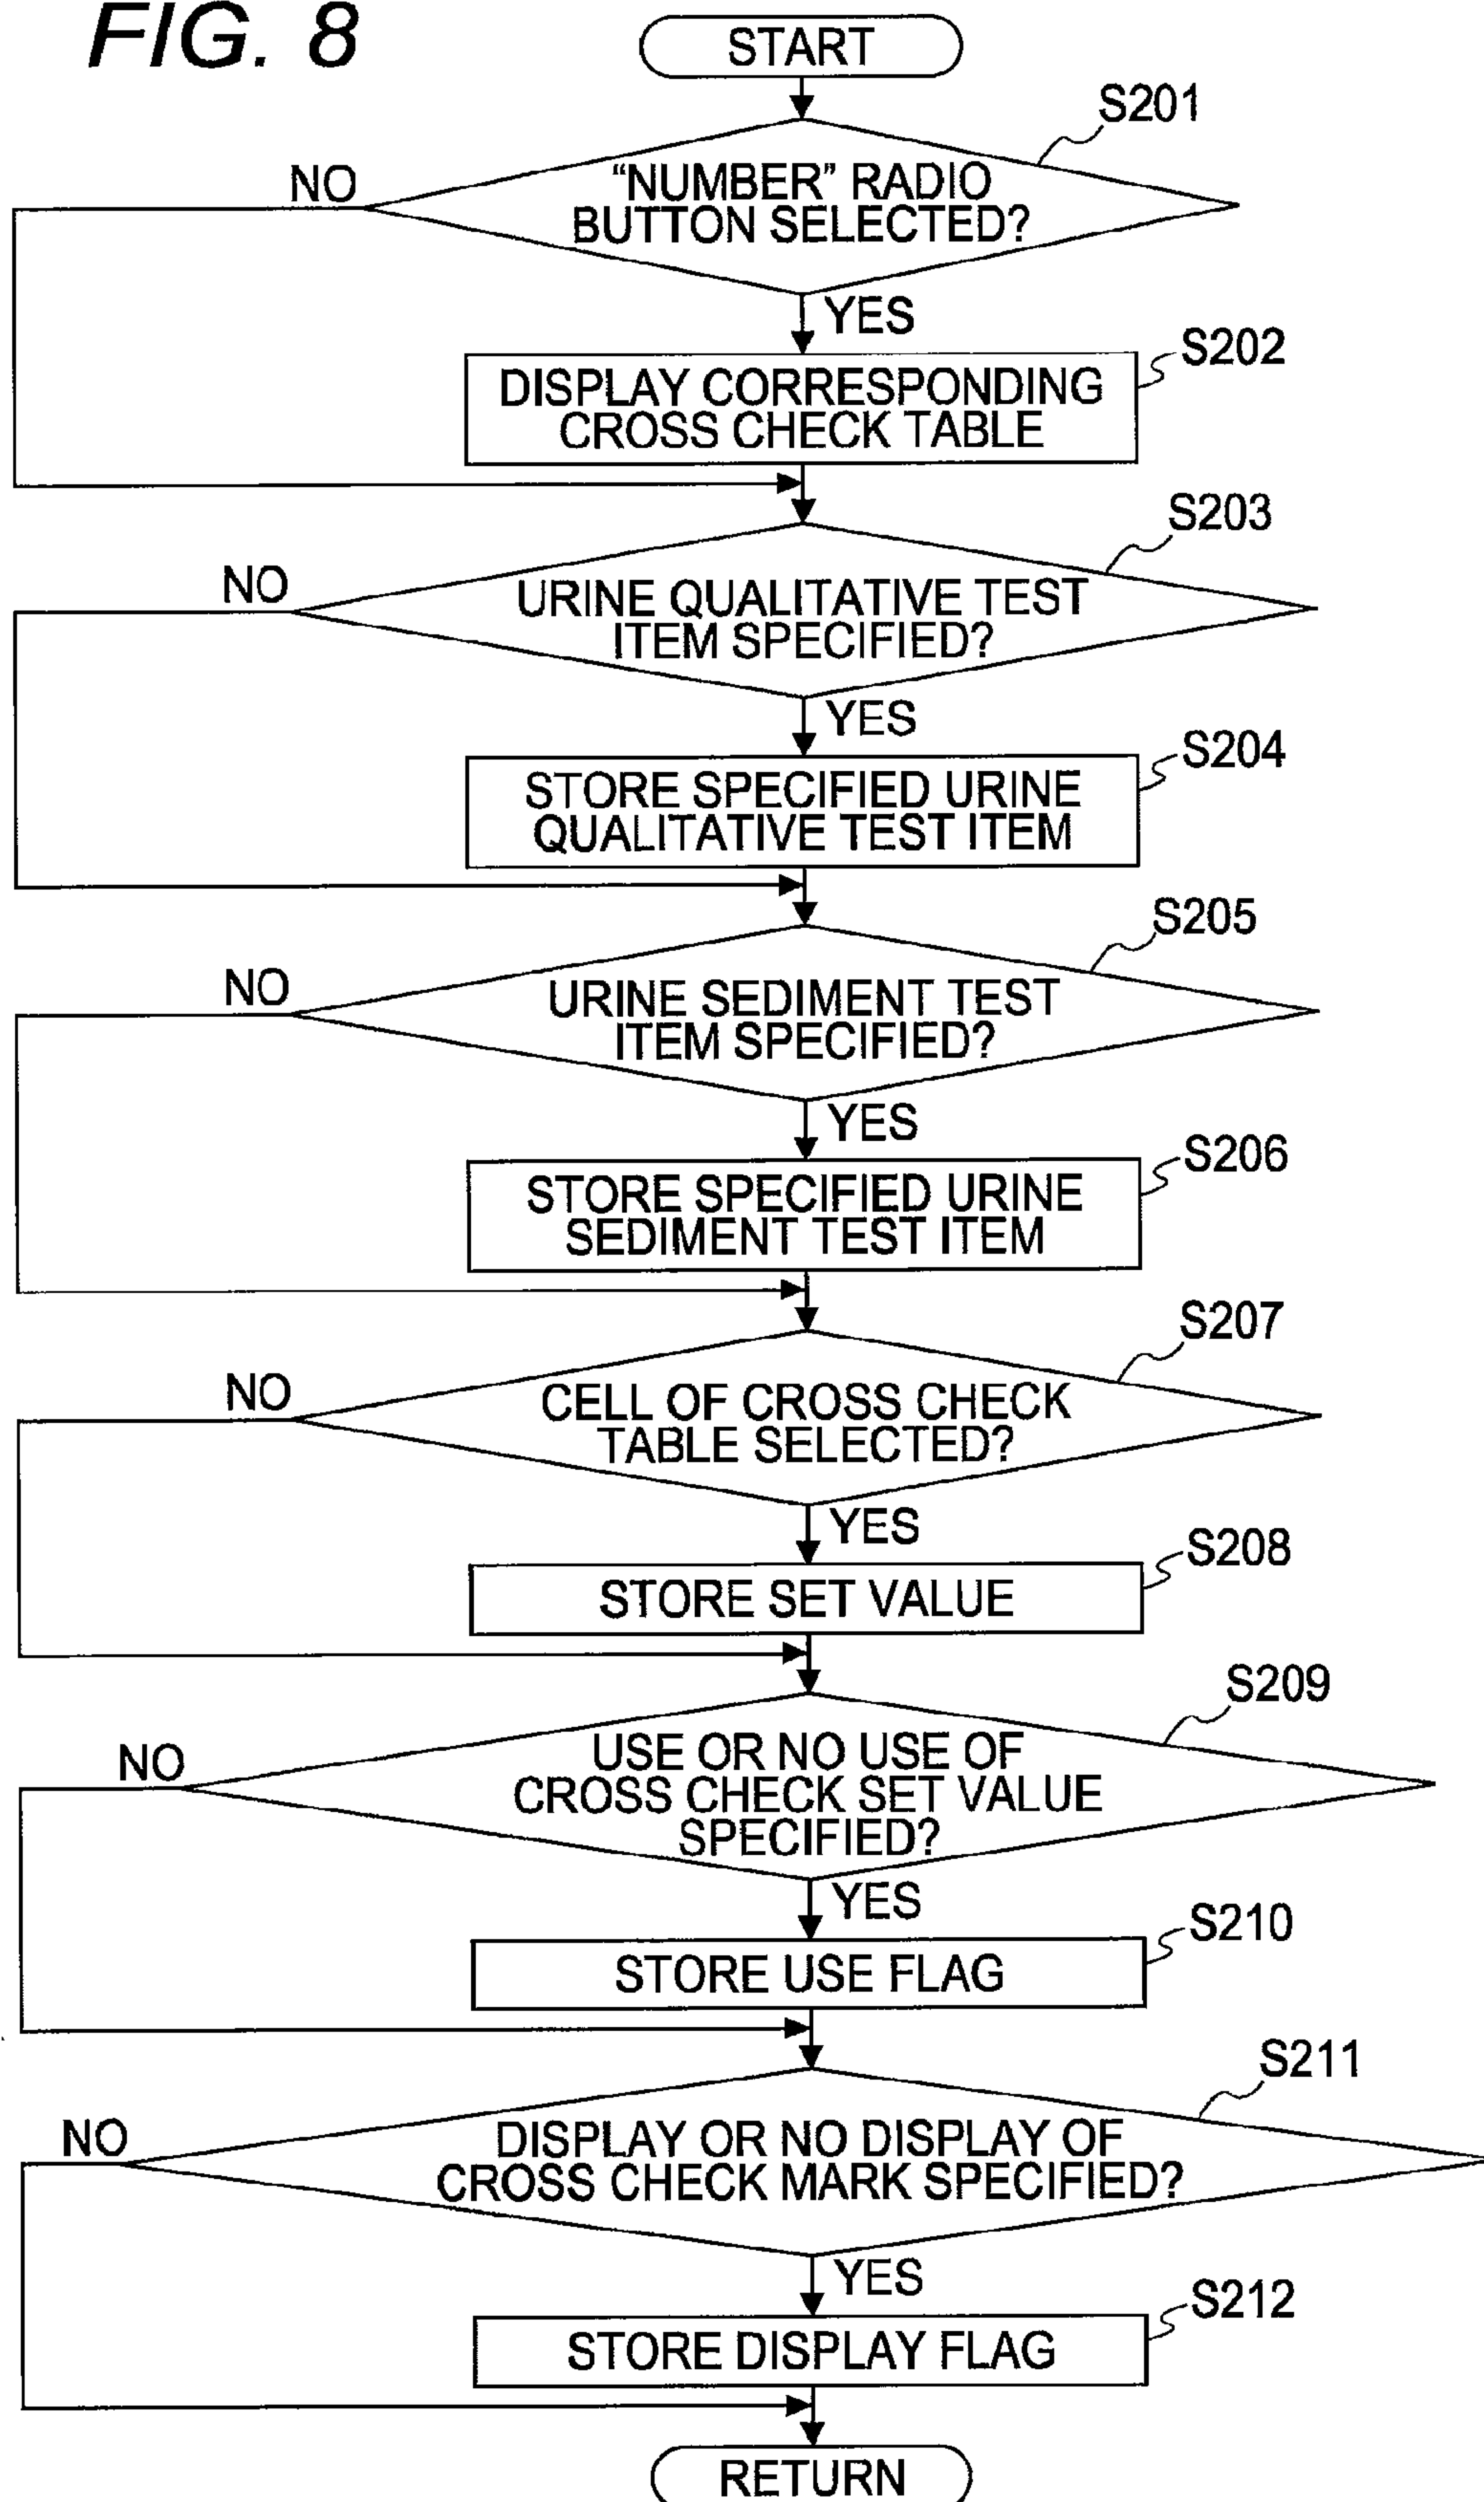 FIG. 8
START
S201
NO
“NUMBER” RADIO
BUTTON SELECTED?
YES
S202
DISPLAY CORRESPONDING
CROSS CHECK TABLE
S203
NO
URINE QUALITATIVE TEST
ITEM SPECIFIED?
YES
S204
STORE SPECIFIED URINE
QUALITATIVE TEST ITEM
S205
NO
URINE SEDIMENT TEST
ITEM SPECIFIED?
YES
S206
STORE SPECIFIED URINE
SEDIMENT TEST ITEM
S207
NO
CELL OF CROSS CHECK
TABLE SELECTED?
YES
S208
STORE SET VALUE
S209
NO
USE OR NO USE OF
CROSS CHECK SET VALUE
SPECIFIED?
YES
S210
STORE USE FLAG
S211
NO
DISPLAY OR NO DISPLAY OF
CROSS CHECK MARK SPECIFIED?
YES
S212
STORE DISPLAY FLAG
RETURN